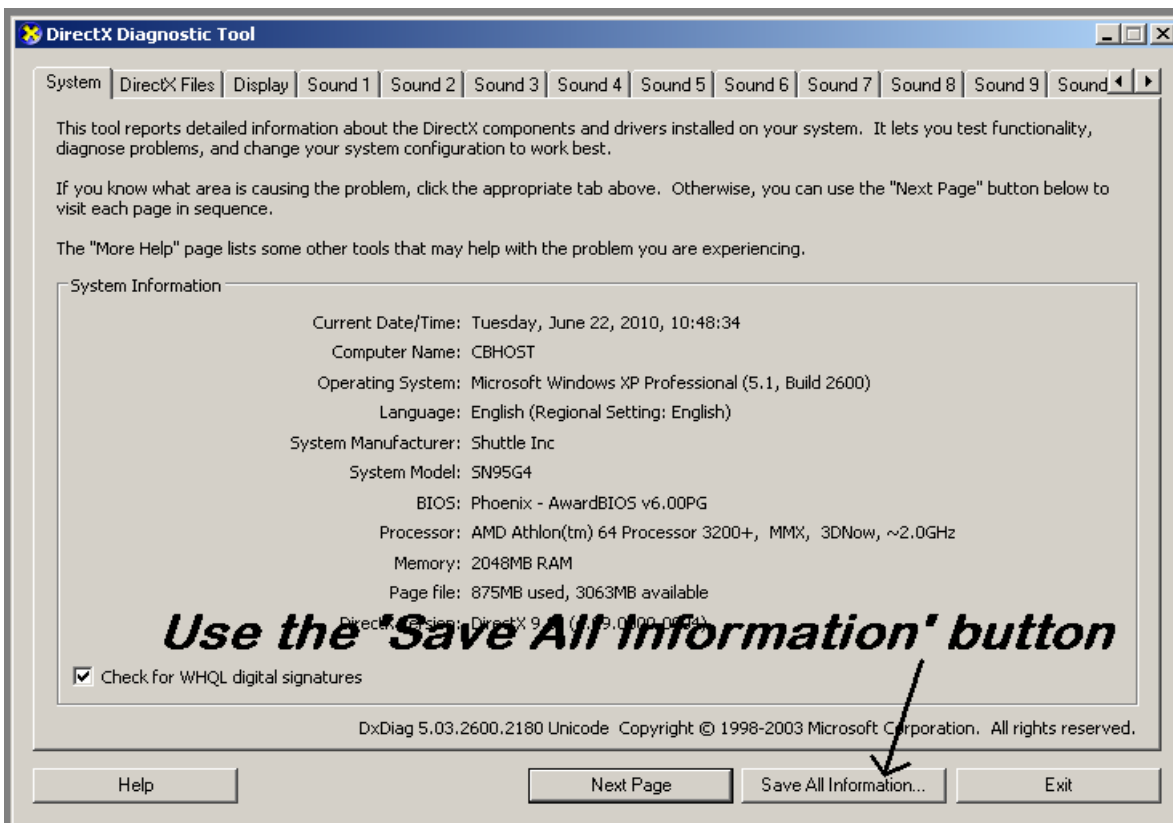 DirectX Diagnostic Tool
System DirectX Files Display Sound 1 Sound 2 Sound 3 Sound 4 Sound 5 Sound 6 Sound 7 Sound 8 Sound 9 Sound
This tool reports detailed information about the DirectX components and drivers installed on your system. It lets you test functionality,
diagnose problems, and change your system configuration to work best.
If you know what area is causing the problem, click the appropriate tab above. Otherwise, you can use the "Next Page" button below to
visit each page in sequence.
The "More Help" page lists some other tools that may help with the problem you are experiencing.
System Information
Current Date/Time: Tuesday, June 22, 2010, 10:48:34
Computer Name: CBHOST
Operating System: Microsoft Windows XP Professional (5.1, Build 2600)
Language: English (Regional Setting: English)
System Manufacturer: Shuttle Inc
System Model: SN95G4
BIOS: Phoenix - AwardBIOS v6.00PG
Processor: AMD Athlon(tm) 64 Processor 3200+, MMX, 3DNow, ~2.0GHz
Memory: 2048MB RAM
Page file: 875MB used, 3063MB available
DirectX Version: DirectX
Use the 'Save All Information' button
Check for WHQL digital signatures
DxDiag 5.03.2600.2180 Unicode Copyright © 1998-2003 Microsoft Corporation. All rights reserved.
Help Next Page Save All Information... Exit